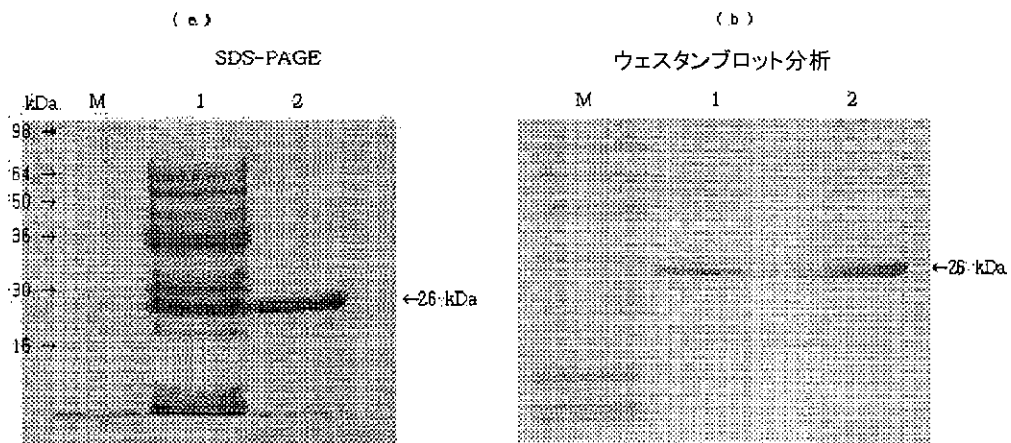 ( a )
SDS-PAGE
kDa M 1 2
98 →
64 →
50 →
36 →
30 →
16 →
←26 kDa
( b )
ウェスタンブロット分析
M 1 2
←26 kDa